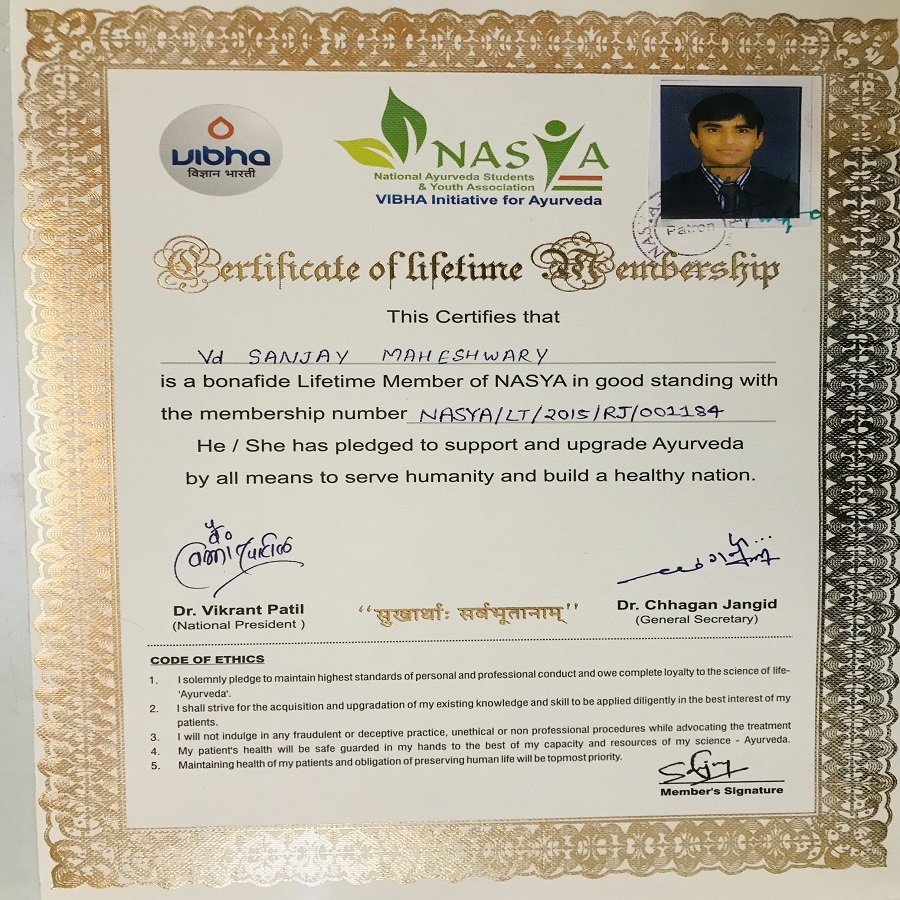 vibha
विज्ञान भारती
NASYA
National Ayurveda Students
& Youth Association
VIBHA Initiative for Ayurveda
Patron
Certificate of lifetime Membership
This Certifies that
Vd SANJAY MAHESHWARY
is a bonafide Lifetime Member of NASYA in good standing with
the membership number NASYA/LT/2015/RJ/001184
He / She has pledged to support and upgrade Ayurveda
by all means to serve humanity and build a healthy nation.
Dr. Vikrant Patil
(National President )
“सुखार्थाः सर्वभूतानाम्”
Dr. Chhagan Jangid
(General Secretary)
CODE OF ETHICS
1. I solemnly pledge to maintain highest standards of personal and professional conduct and owe complete loyalty to the science of life-
'Ayurveda'.
2. I shall strive for the acquisition and upgradation of my existing knowledge and skill to be applied diligently in the best interest of my
patients.
3. I will not indulge in any fraudulent or deceptive practice, unethical or non professional procedures while advocating the treatment
4. My patient's health will be safe guarded in my hands to the best of my capacity and resources of my science - Ayurveda.
5. Maintaining health of my patients and obligation of preserving human life will be topmost priority.
Sanjay
Member's Signature